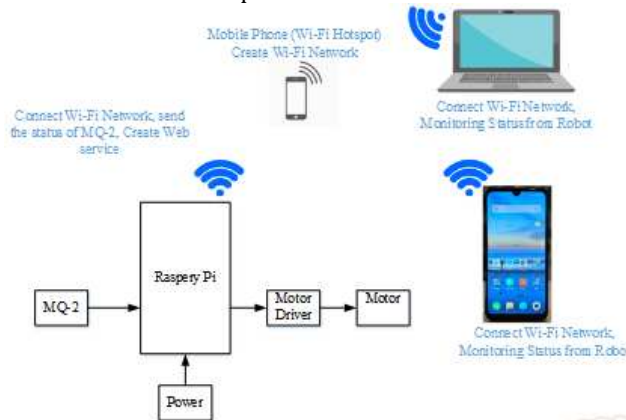 Mobile Phone (Wi-Fi Hotspot)
Create Wi-Fi Network
Connect Wi-Fi Network,
Monitoring Status from Robot
Connect Wi-Fi Network, send
the status of MQ-2, Create Web
service
Raspery Pi
MQ-2
Motor
Driver
Motor
Power
Connect Wi-Fi Network,
Monitoring Status from Robo